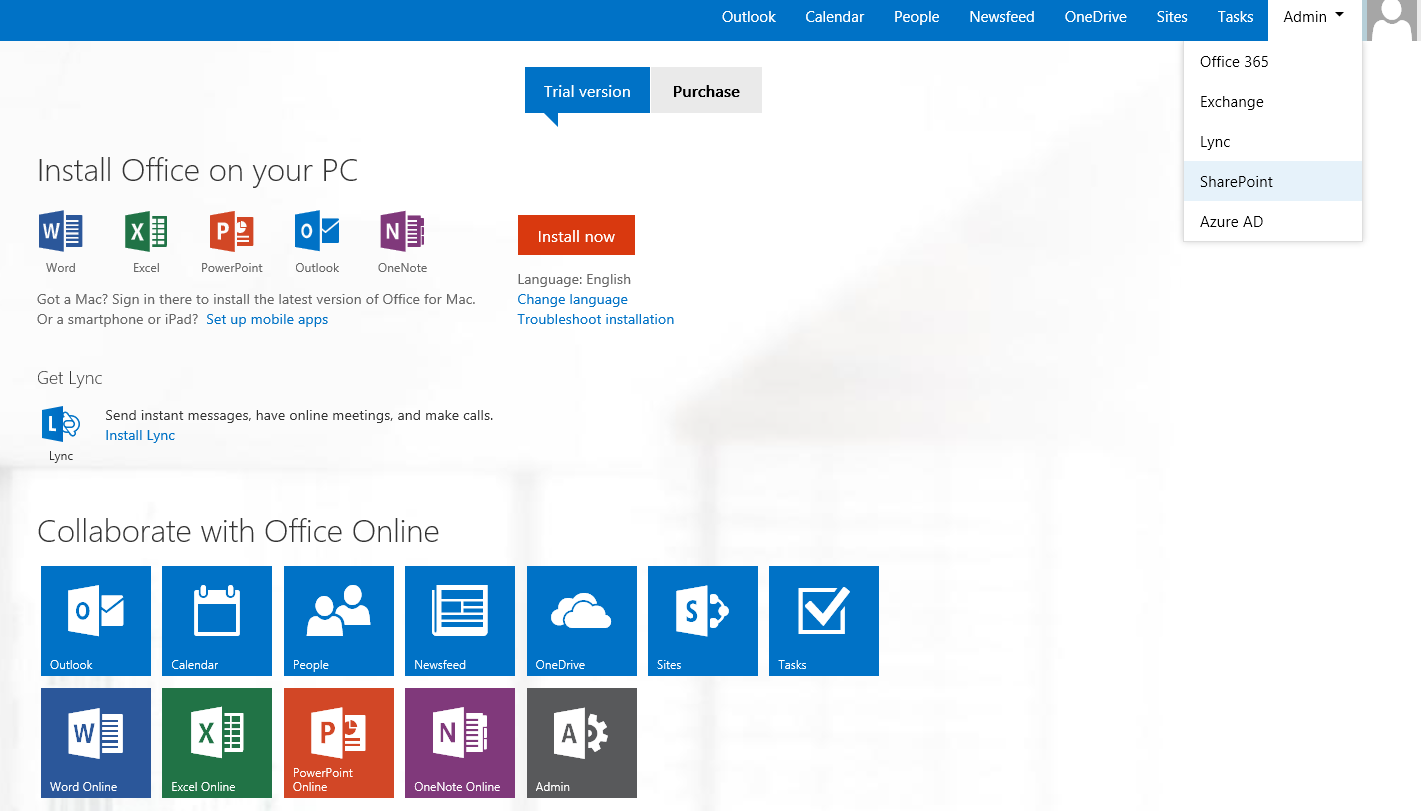 Outlook Calendar People Newsfeed OneDrive Sites Tasks Admin
Office 365
Exchange
Lync
SharePoint
Azure AD
Trial version Purchase
Install Office on your PC
Word Excel PowerPoint Outlook OneNote
Install now
Language: English
Change language
Troubleshoot installation
Got a Mac? Sign in there to install the latest version of Office for Mac.
Or a smartphone or iPad? Set up mobile apps
Get Lync
Send instant messages, have online meetings, and make calls.
Install Lync
Lync
Collaborate with Office Online
Outlook Calendar People Newsfeed OneDrive Sites Tasks
Word Online Excel Online PowerPoint Online OneNote Online Admin